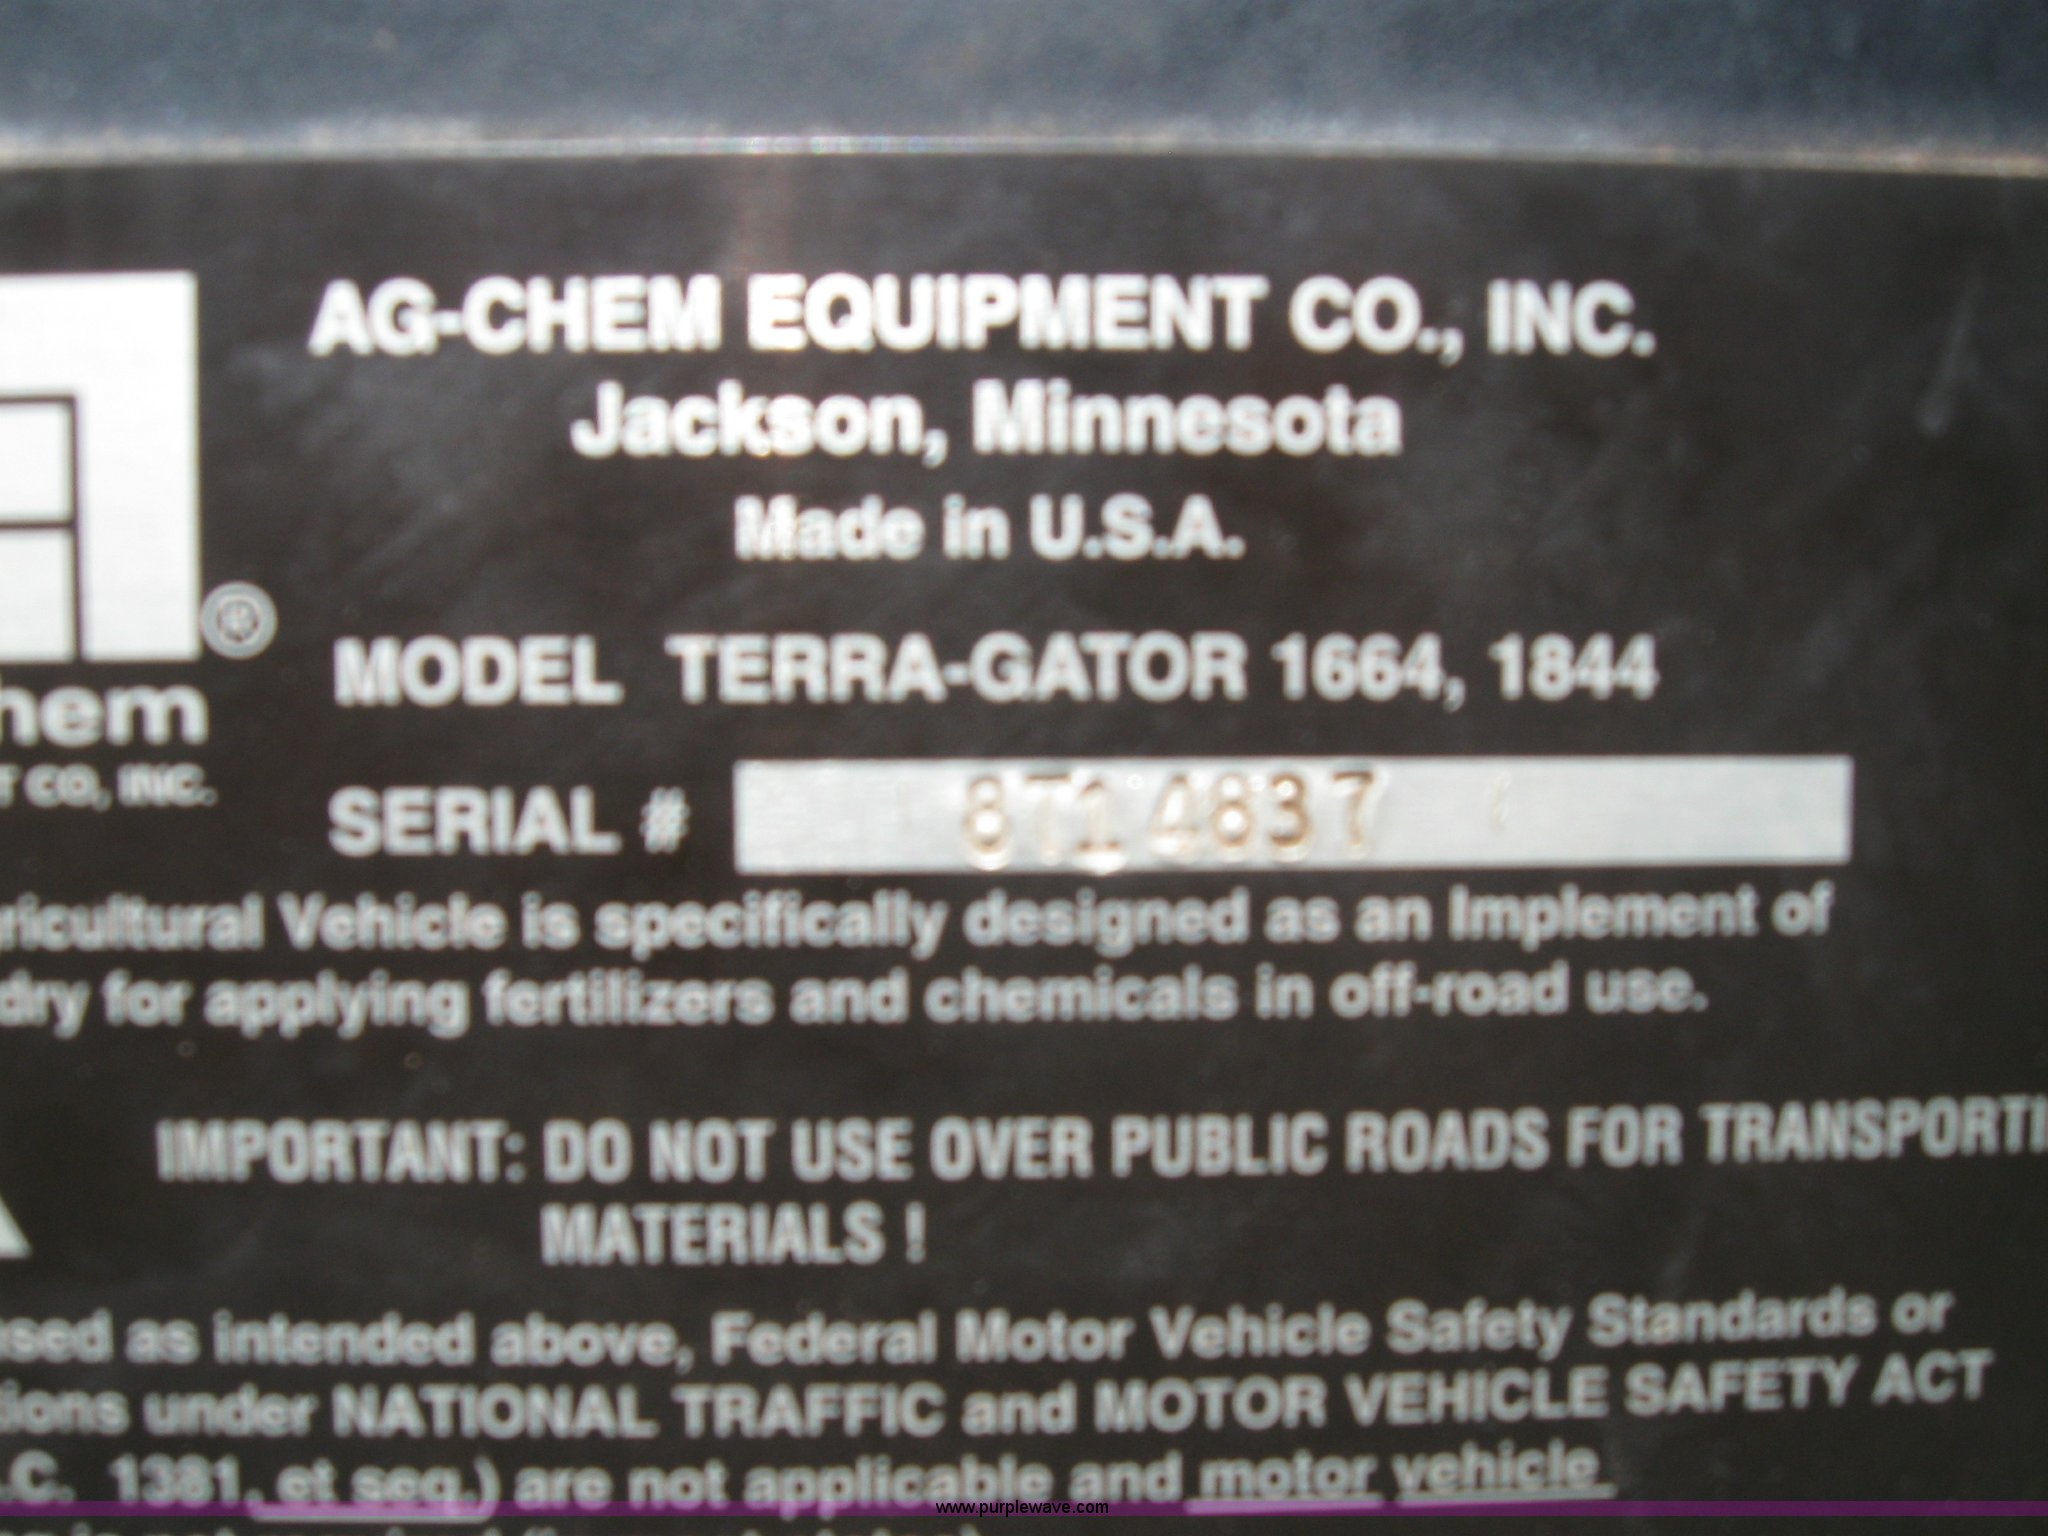 AG-CHEM EQUIPMENT CO., INC.
Jackson, Minnesota
Made in U.S.A.
hem
T CO, INC.
MODEL TERRA-GATOR 1664, 1844
SERIAL # 8T14837
gricultural Vehicle is specifically designed as an Implement of
dry for applying fertilizers and chemicals in off-road use.
IMPORTANT: DO NOT USE OVER PUBLIC ROADS FOR TRANSPORTI
MATERIALS !
sed as intended above, Federal Motor Vehicle Safety Standards or
tions under NATIONAL TRAFFIC and MOTOR VEHICLE SAFETY ACT
.C. 1381, et seq.) are not applicable and motor vehicle
www.purplewave.com